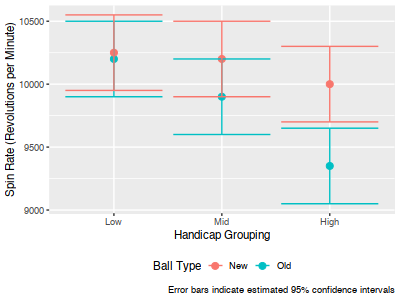 Spin Rate (Revolutions per Minute)
10500
10000
9500
9000
Low Mid High
Handicap Grouping
Ball Type New Old
Error bars indicate estimated 95% confidence intervals